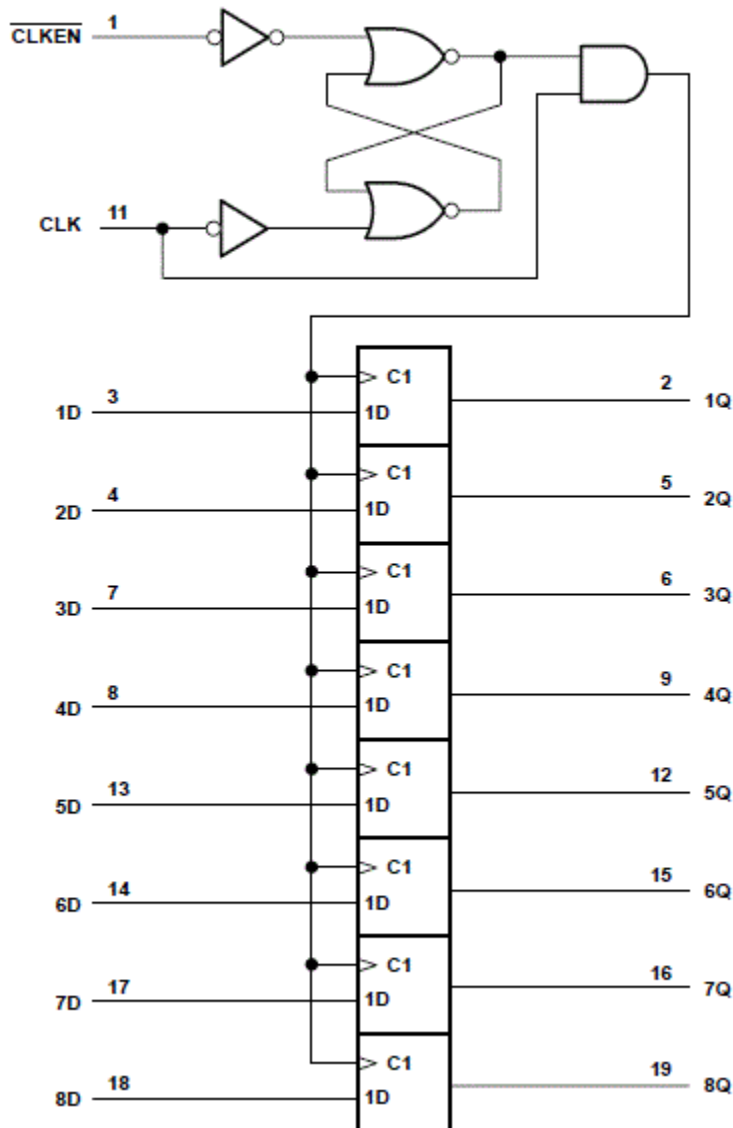 CLKEN 1
CLK 11
C1
1D 3 1D 2 1Q
C1
2D 4 1D 5 2Q
C1
3D 7 1D 6 3Q
C1
4D 8 1D 9 4Q
C1
5D 13 1D 12 5Q
C1
6D 14 1D 15 6Q
C1
7D 17 1D 16 7Q
C1
8D 18 1D 19 8Q